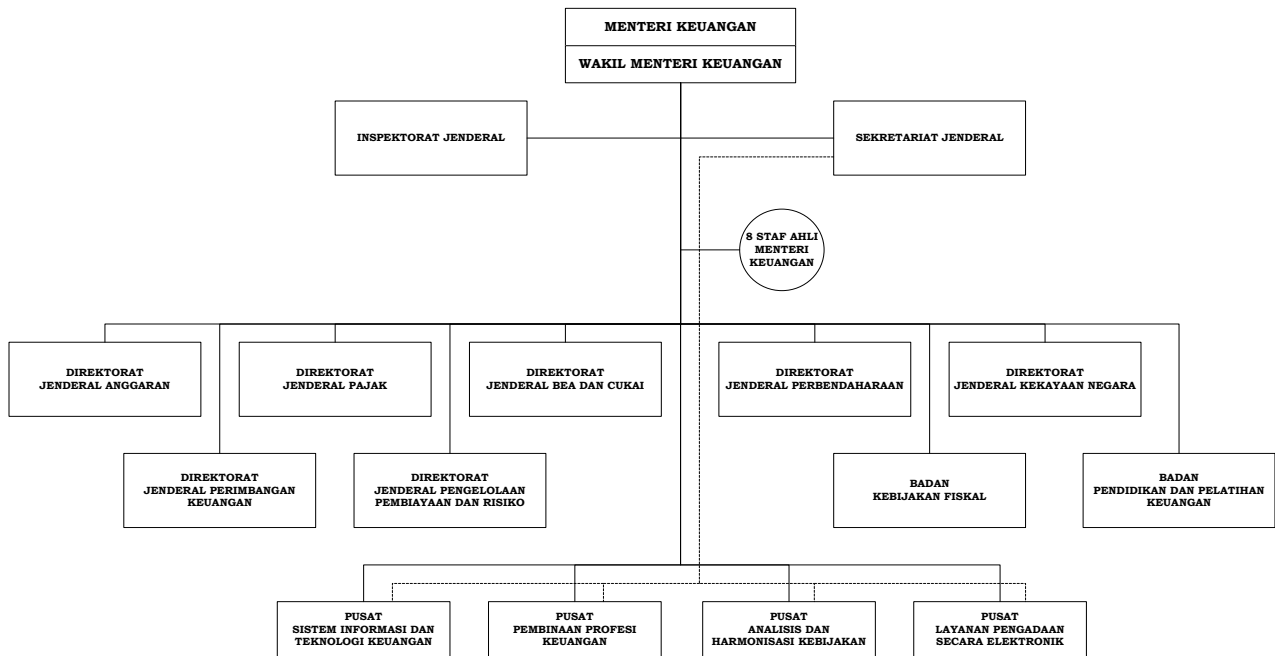 MENTERI KEUANGAN
WAKIL MENTERI KEUANGAN
INSPEKTORAT JENDERAL
SEKRETARIAT JENDERAL
8 STAF AHLI
MENTERI
KEUANGAN
DIREKTORAT
JENDERAL ANGGARAN
DIREKTORAT
JENDERAL PAJAK
DIREKTORAT
JENDERAL BEA DAN CUKAI
DIREKTORAT
JENDERAL PERBENDAHARAAN
DIREKTORAT
JENDERAL KEKAYAAN NEGARA
DIREKTORAT
JENDERAL PERIMBANGAN
KEUANGAN
DIREKTORAT
JENDERAL PENGELOLAAN
PEMBIAYAAN DAN RISIKO
BADAN
KEBIJAKAN FISKAL
BADAN
PENDIDIKAN DAN PELATIHAN
KEUANGAN
PUSAT
SISTEM INFORMASI DAN
TEKNOLOGI KEUANGAN
PUSAT
PEMBINAAN PROFESI
KEUANGAN
PUSAT
ANALISIS DAN
HARMONISASI KEBIJAKAN
PUSAT
LAYANAN PENGADAAN
SECARA ELEKTRONIK